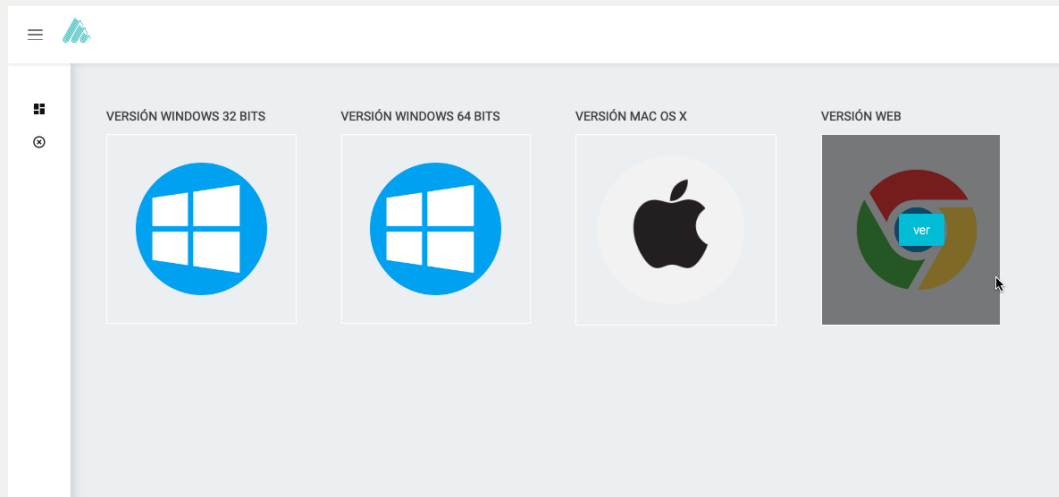 VERSIÓN WINDOWS 32 BITS
VERSIÓN WINDOWS 64 BITS
VERSIÓN MAC OS X
VERSIÓN WEB
ver